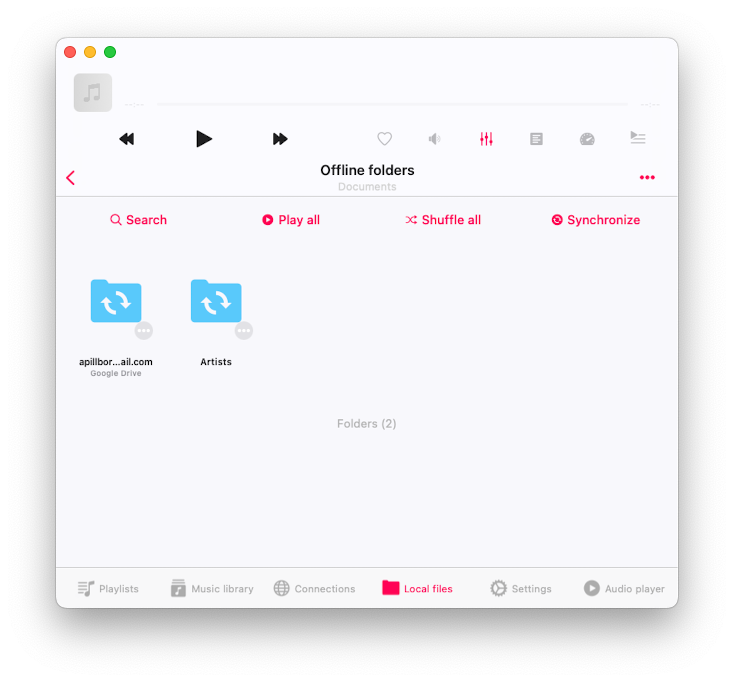 --:--
--:--
Offline folders
Documents
Search
Play all
Shuffle all
Synchronize
apillbor...ail.com
Google Drive
Artists
Folders (2)
Playlists
Music library
Connections
Local files
Settings
Audio player